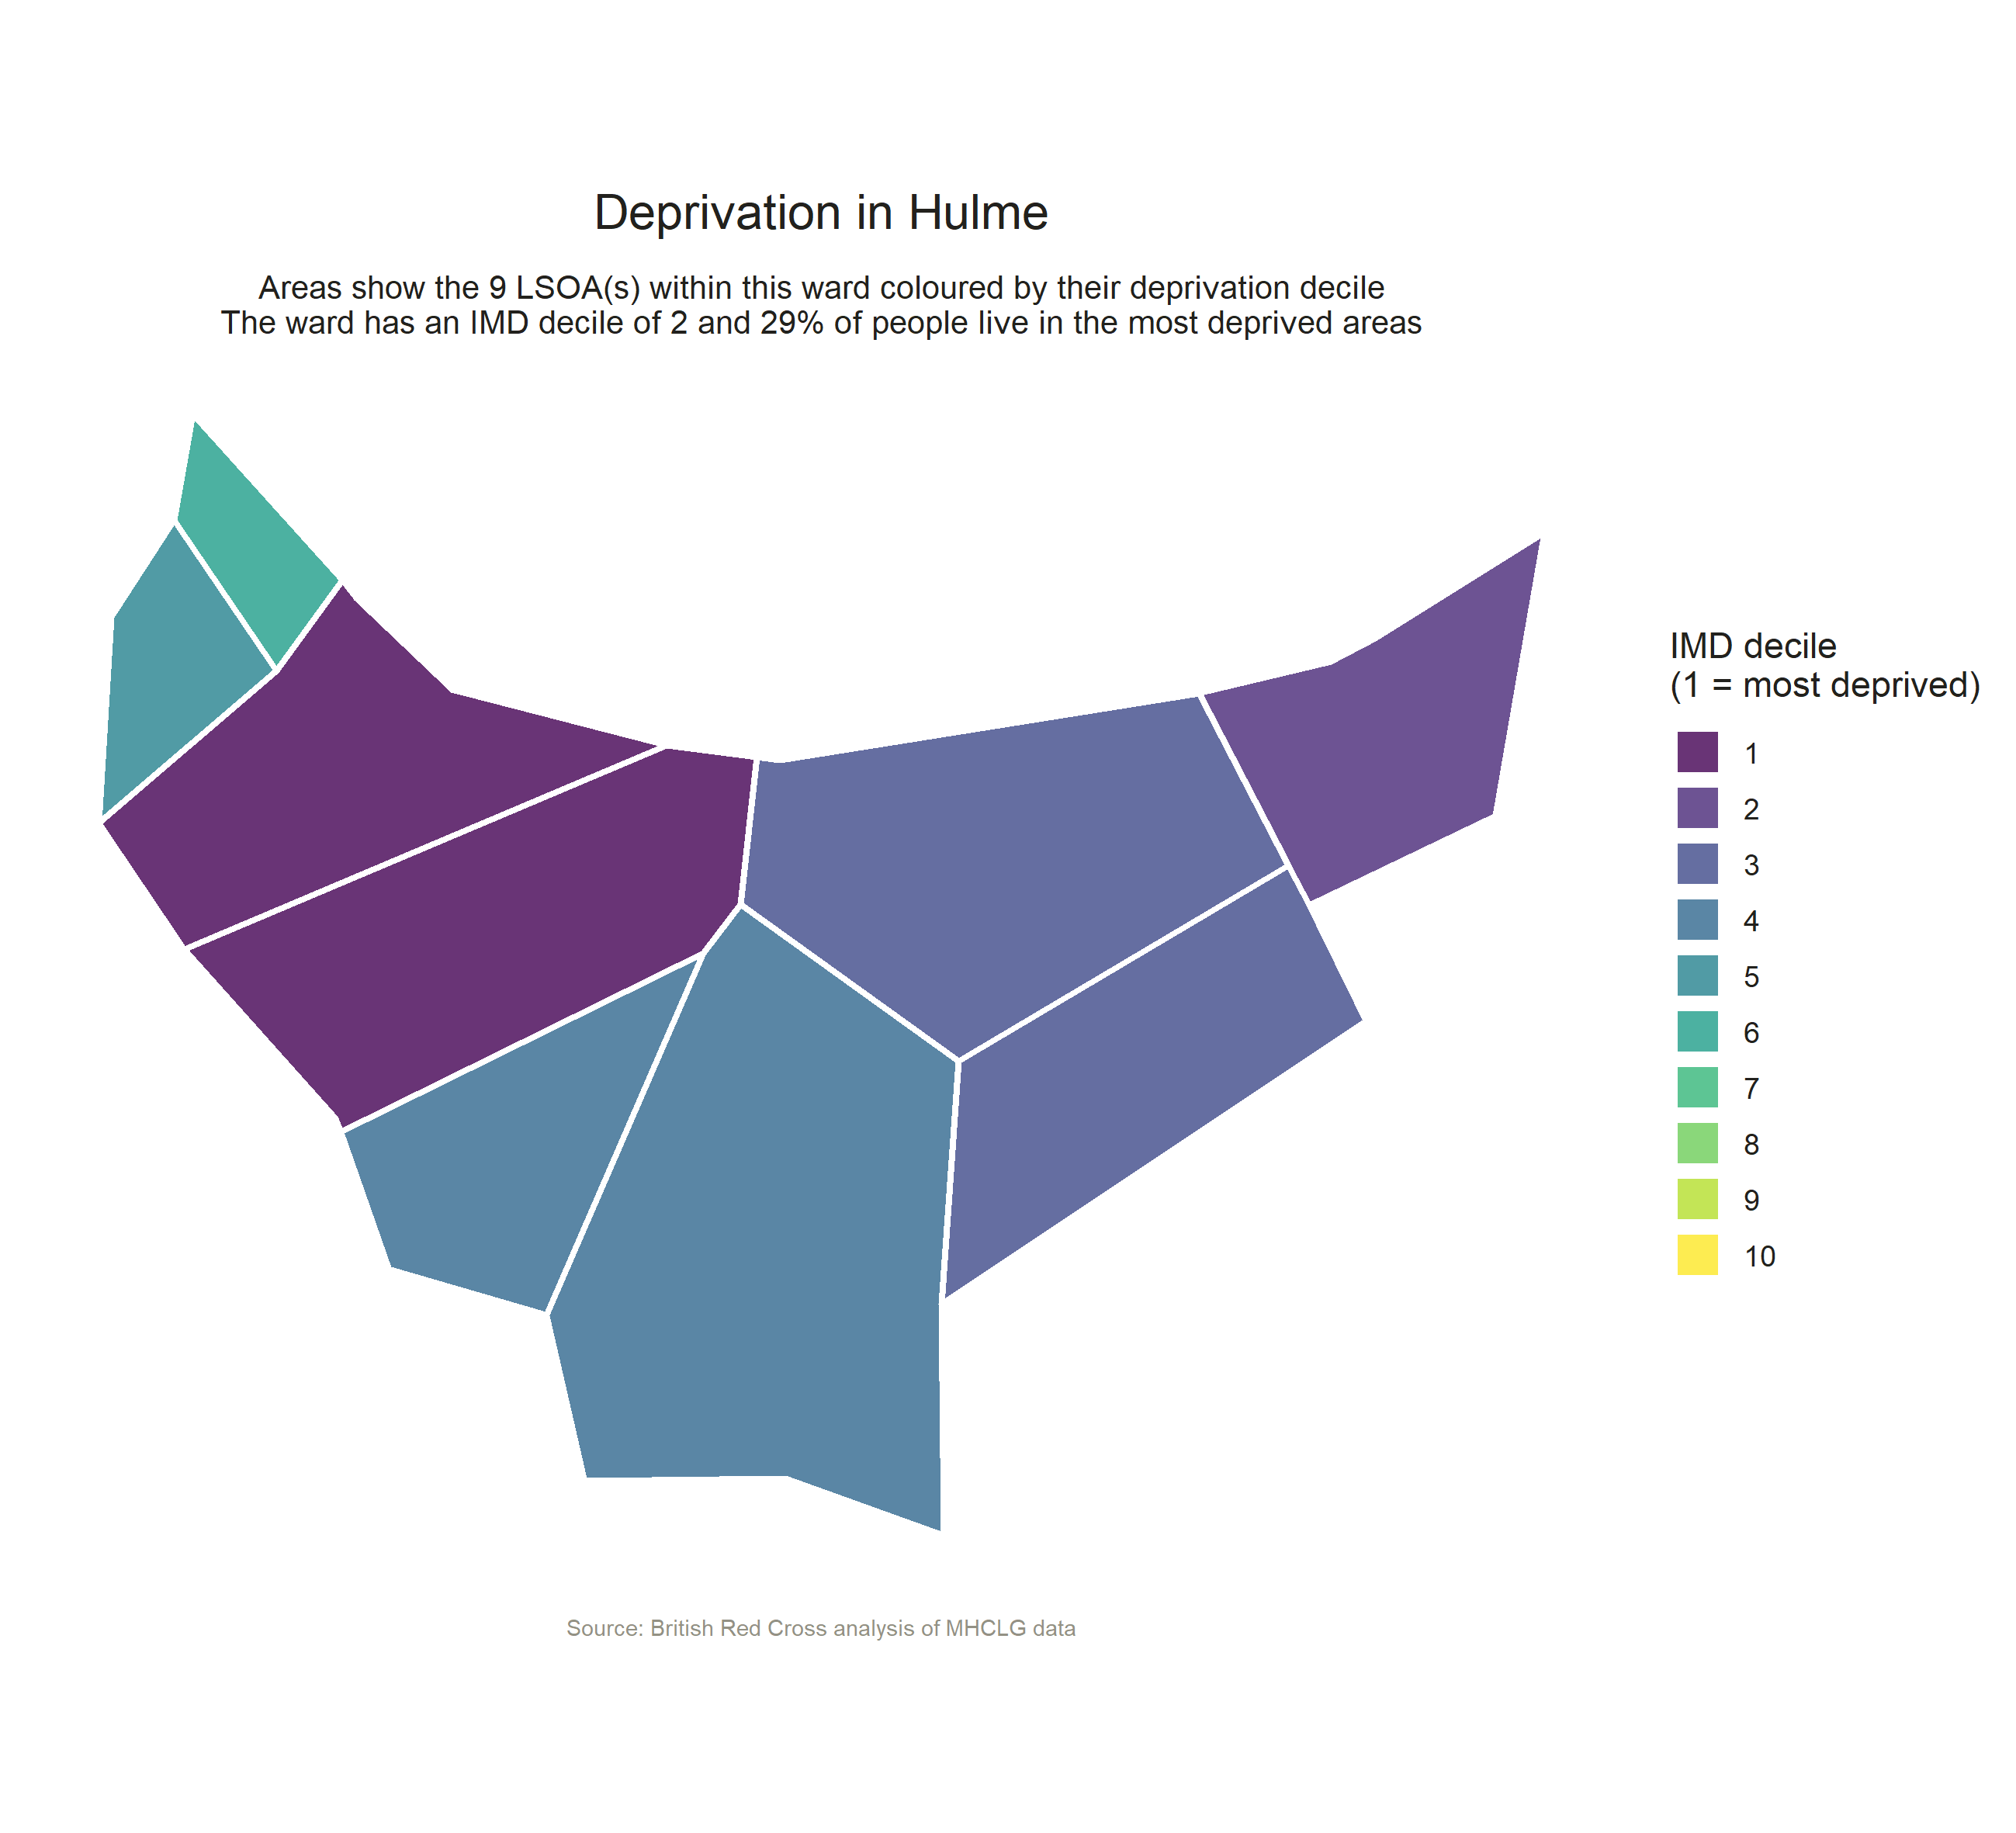 Deprivation in Hulme
Areas show the 9 LSOA(s) within this ward coloured by their deprivation decile
The ward has an IMD decile of 2 and 29% of people live in the most deprived areas
IMD decile
(1 = most deprived)
1
2
3
4
5
6
7
8
9
10
Source: British Red Cross analysis of MHCLG data